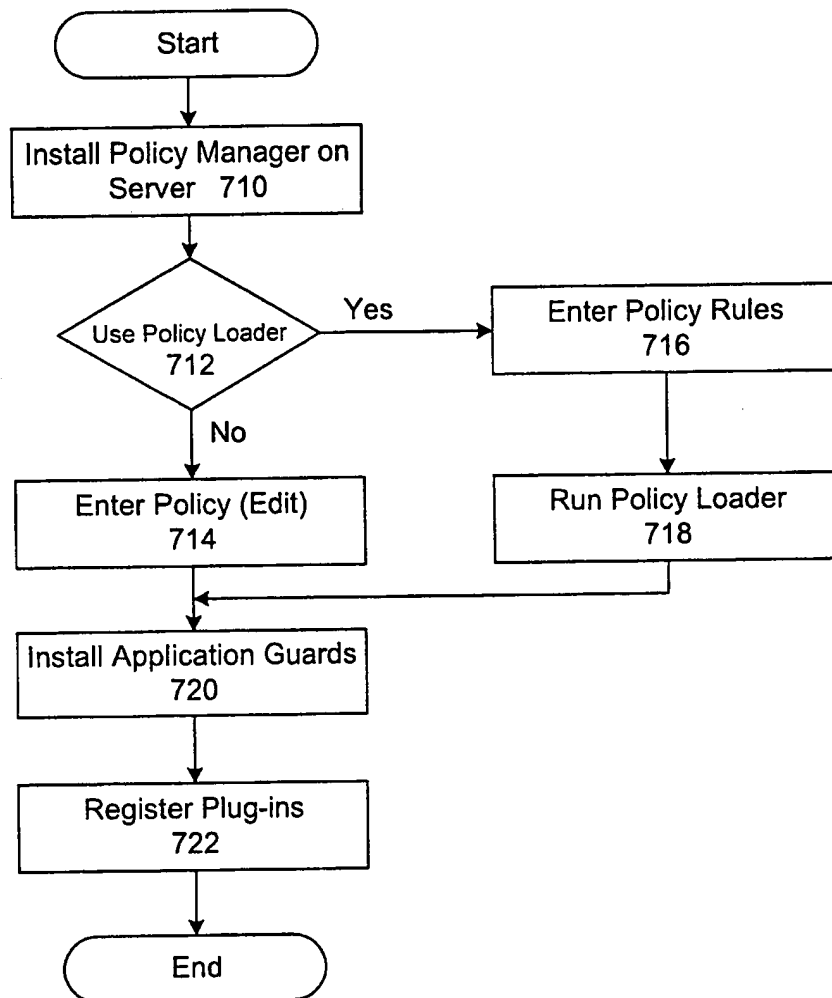 Start
Install Policy Manager on
Server 710
Use Policy Loader
712
Yes
Enter Policy Rules
716
No
Enter Policy (Edit)
714
Run Policy Loader
718
Install Application Guards
720
Register Plug-ins
722
End